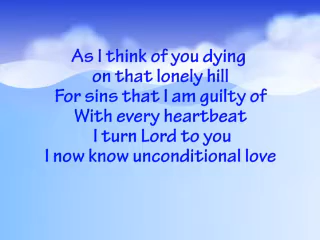 As I think of you dying
on that lonely hill
For sins that I am guilty of
With every heartbeat
I turn Lord to you
I now know unconditional love